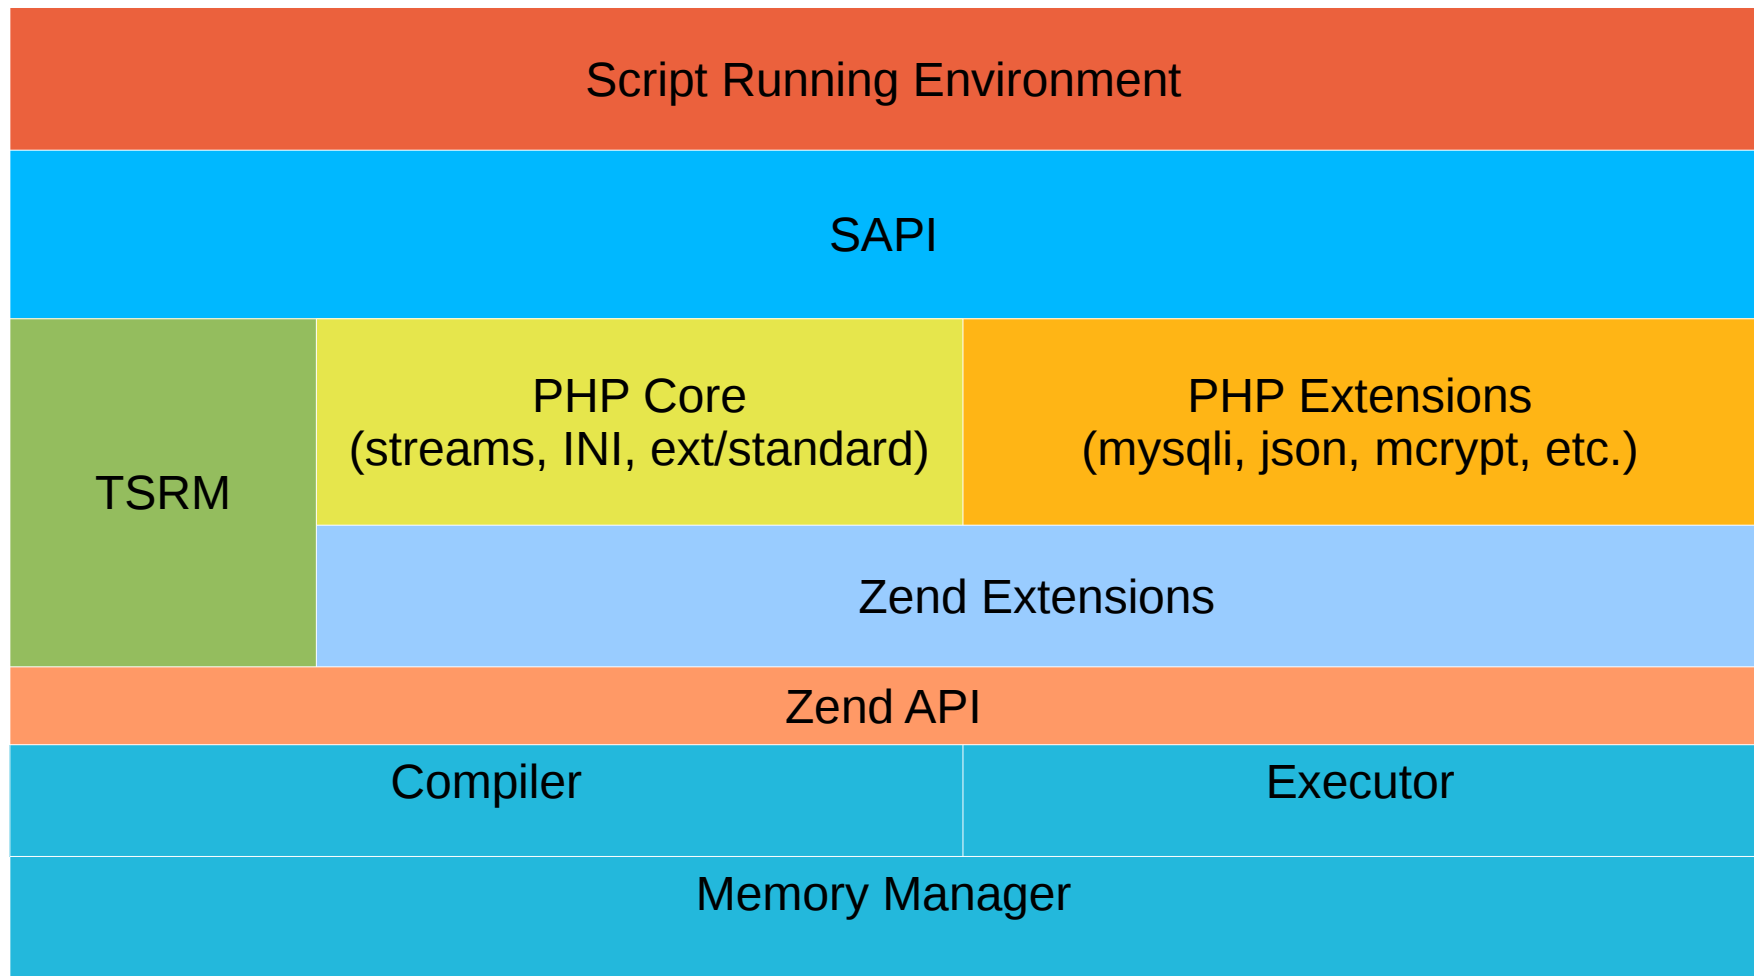 Script Running Environment
SAPI
TSRM
PHP Core
(streams, INI, ext/standard)
PHP Extensions
(mysqli, json, mcrypt, etc.)
Zend Extensions
Zend API
Compiler
Executor
Memory Manager